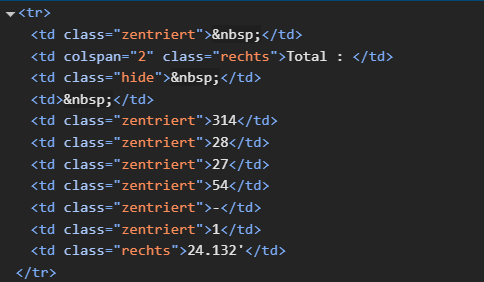 <tr>
<td class="zentriert">&nbsp;</td>
<td colspan="2" class="rechts">Total : </td>
<td class="hide">&nbsp;</td>
<td>&nbsp;</td>
<td class="zentriert">314</td>
<td class="zentriert">28</td>
<td class="zentriert">27</td>
<td class="zentriert">54</td>
<td class="zentriert">-</td>
<td class="zentriert">1</td>
<td class="rechts">24.132'</td>
</tr>